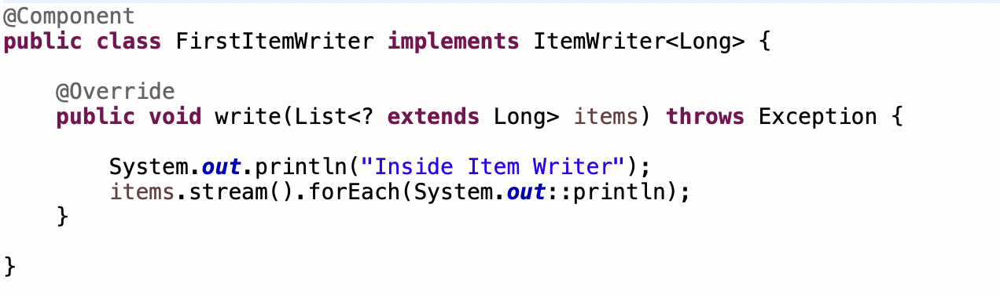 @Component
public class FirstItemWriter implements ItemWriter<Long> {
@Override
public void write(List<? extends Long> items) throws Exception {
System.out.println("Inside Item Writer");
items.stream().forEach(System.out::println);
}
}